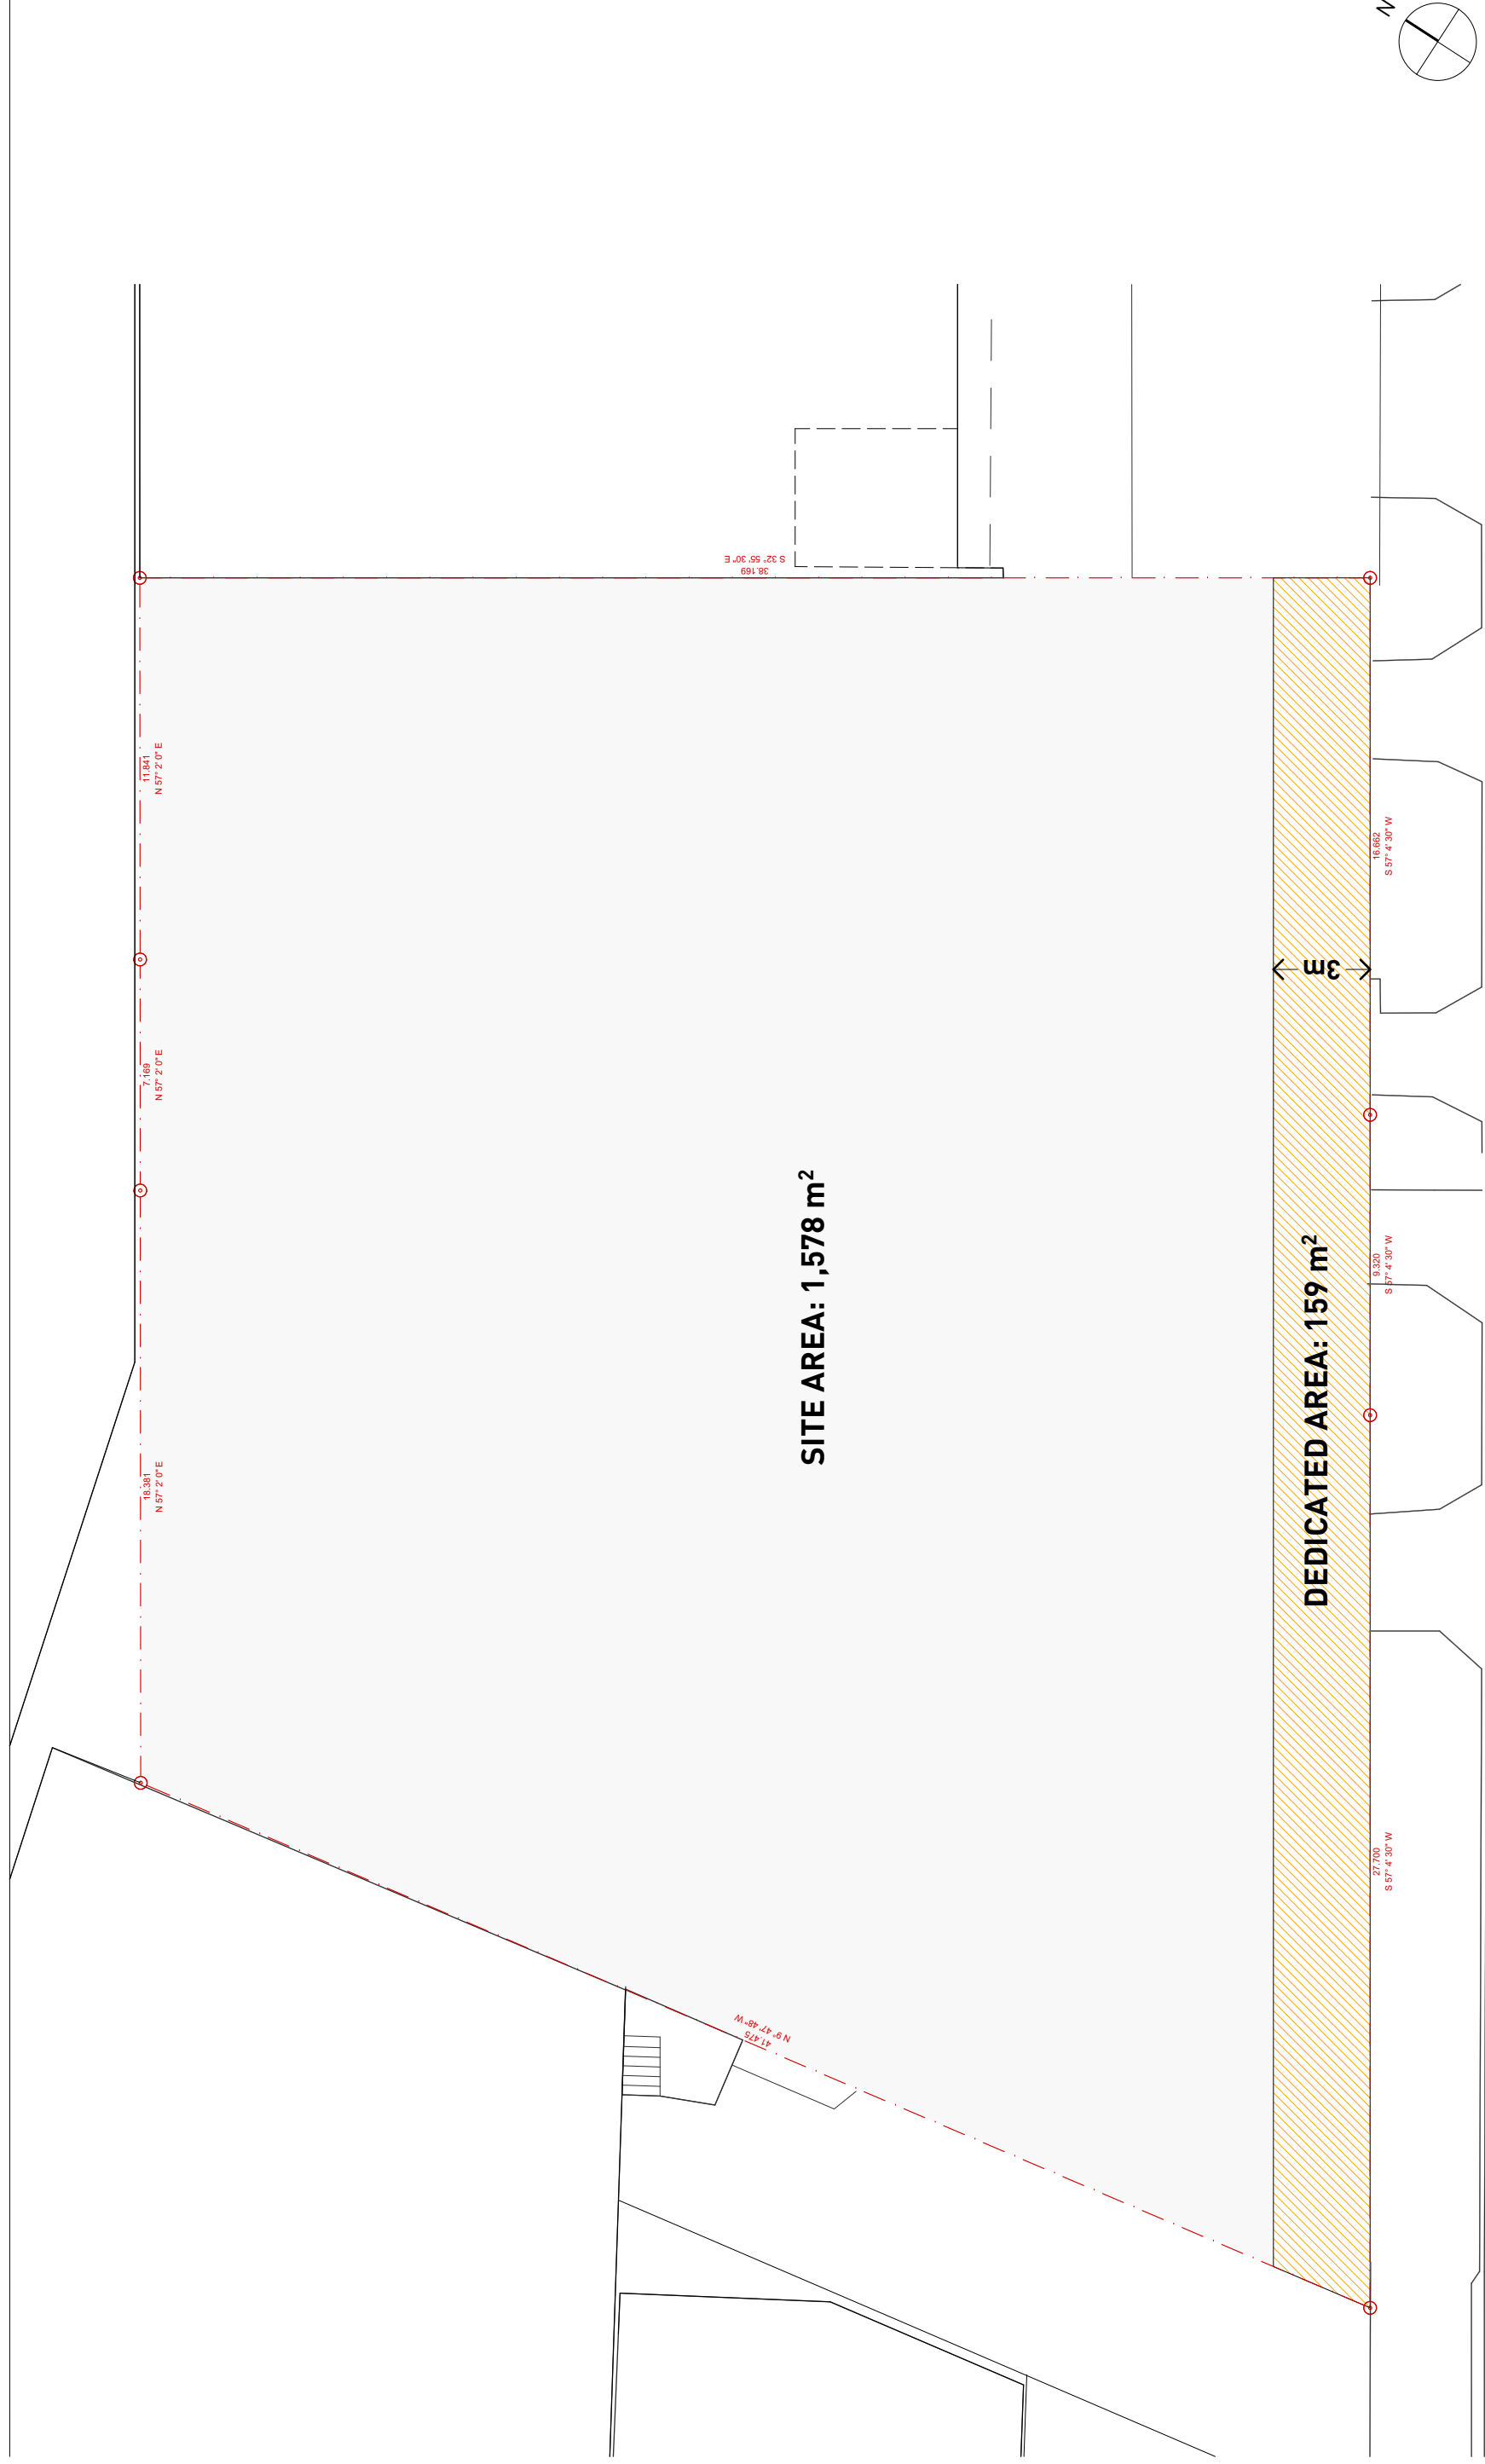 N
S 32° 55' 30" E
38.169
11.841
N 57° 2' 0" E
16.662
S 57° 4' 30" W
3m
7.169
N 57° 2' 0" E
SITE AREA: 1,578 m²
DEDICATED AREA: 159 m²
9.320
S 57° 4' 30" W
18.381
N 57° 2' 0" E
27.700
S 57° 4' 30" W
N 9° 47' 48" W
41.475